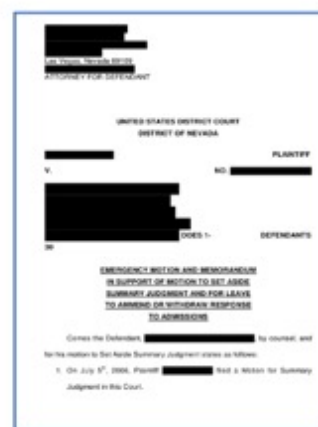 Las Vegas, Nevada 89109
ATTORNEY FOR DEFENDANT
UNITED STATES DISTRICT COURT
DISTRICT OF NEVADA
PLAINTIFF
V. NO.
DOES 1- DEFENDANTS
30
EMERGENCY MOTION AND MEMORANDUM
IN SUPPORT OF MOTION TO SET ASIDE
SUMMARY JUDGMENT AND FOR LEAVE
TO AMMEND OR WITHDRAW RESPONSE
TO ADMISSIONS
Comes the Defendant, , by counsel, and
for his motion to Set Aside Summary Judgment states as follows:
1. On July 5th, 2006, Plaintiff filed a Motion for Summary
Judgment in this Court.